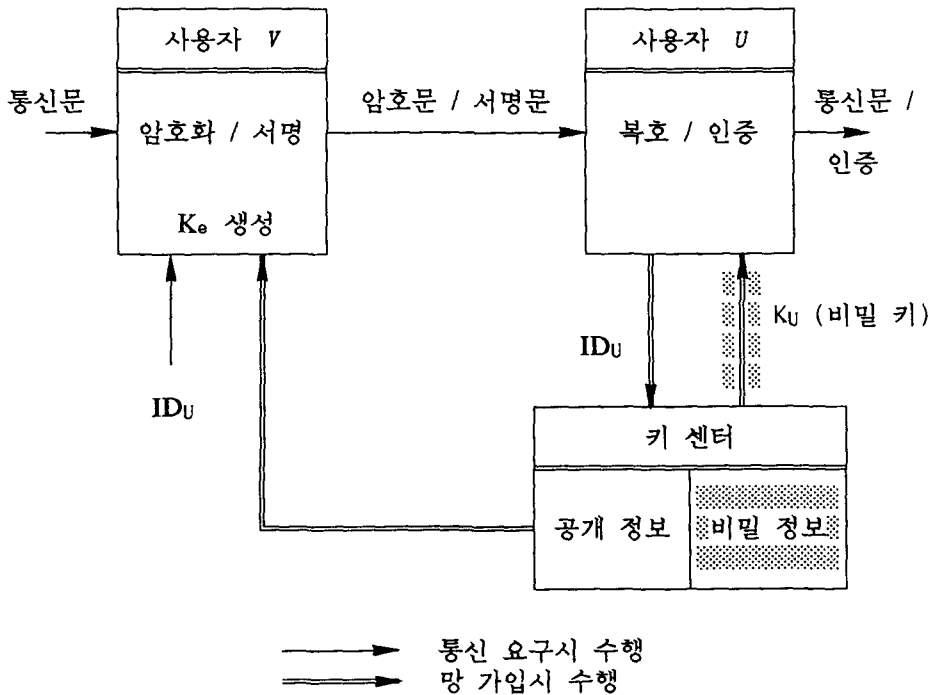 사용자 V
사용자 U
통신문
암호화 / 서명
암호문 / 서명문
복호 / 인증
통신문 /
인증
Ke 생성
KU (비밀 키)
IDU
IDU
키 센터
공개 정보
비밀 정보
통신 요구시 수행
망 가입시 수행